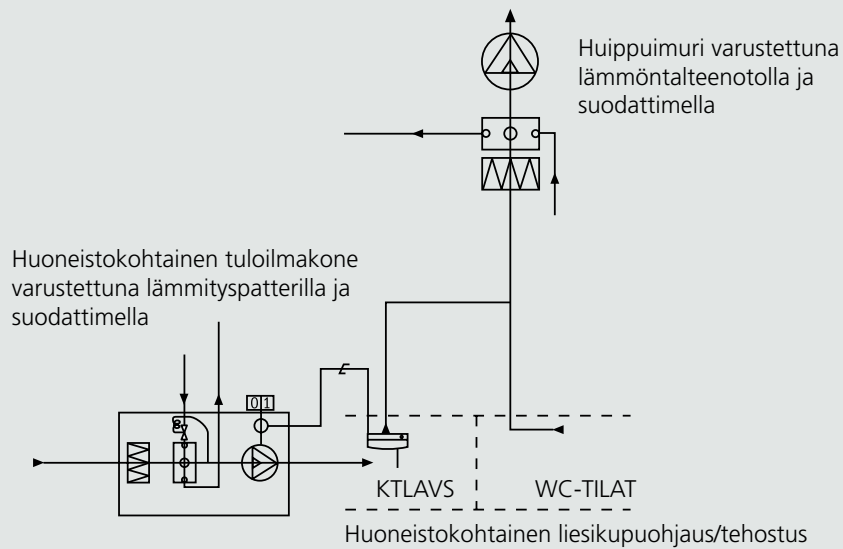 Huippuimuri varustettuna
lämmöntalteenotolla ja
suodattimella
Huoneistokohtainen tuloilmakone
varustettuna lämmityspatterilla ja
suodattimella
0 1
KTLAVS
WC-TILAT
Huoneistokohtainen liesikupuohjaus/tehostus